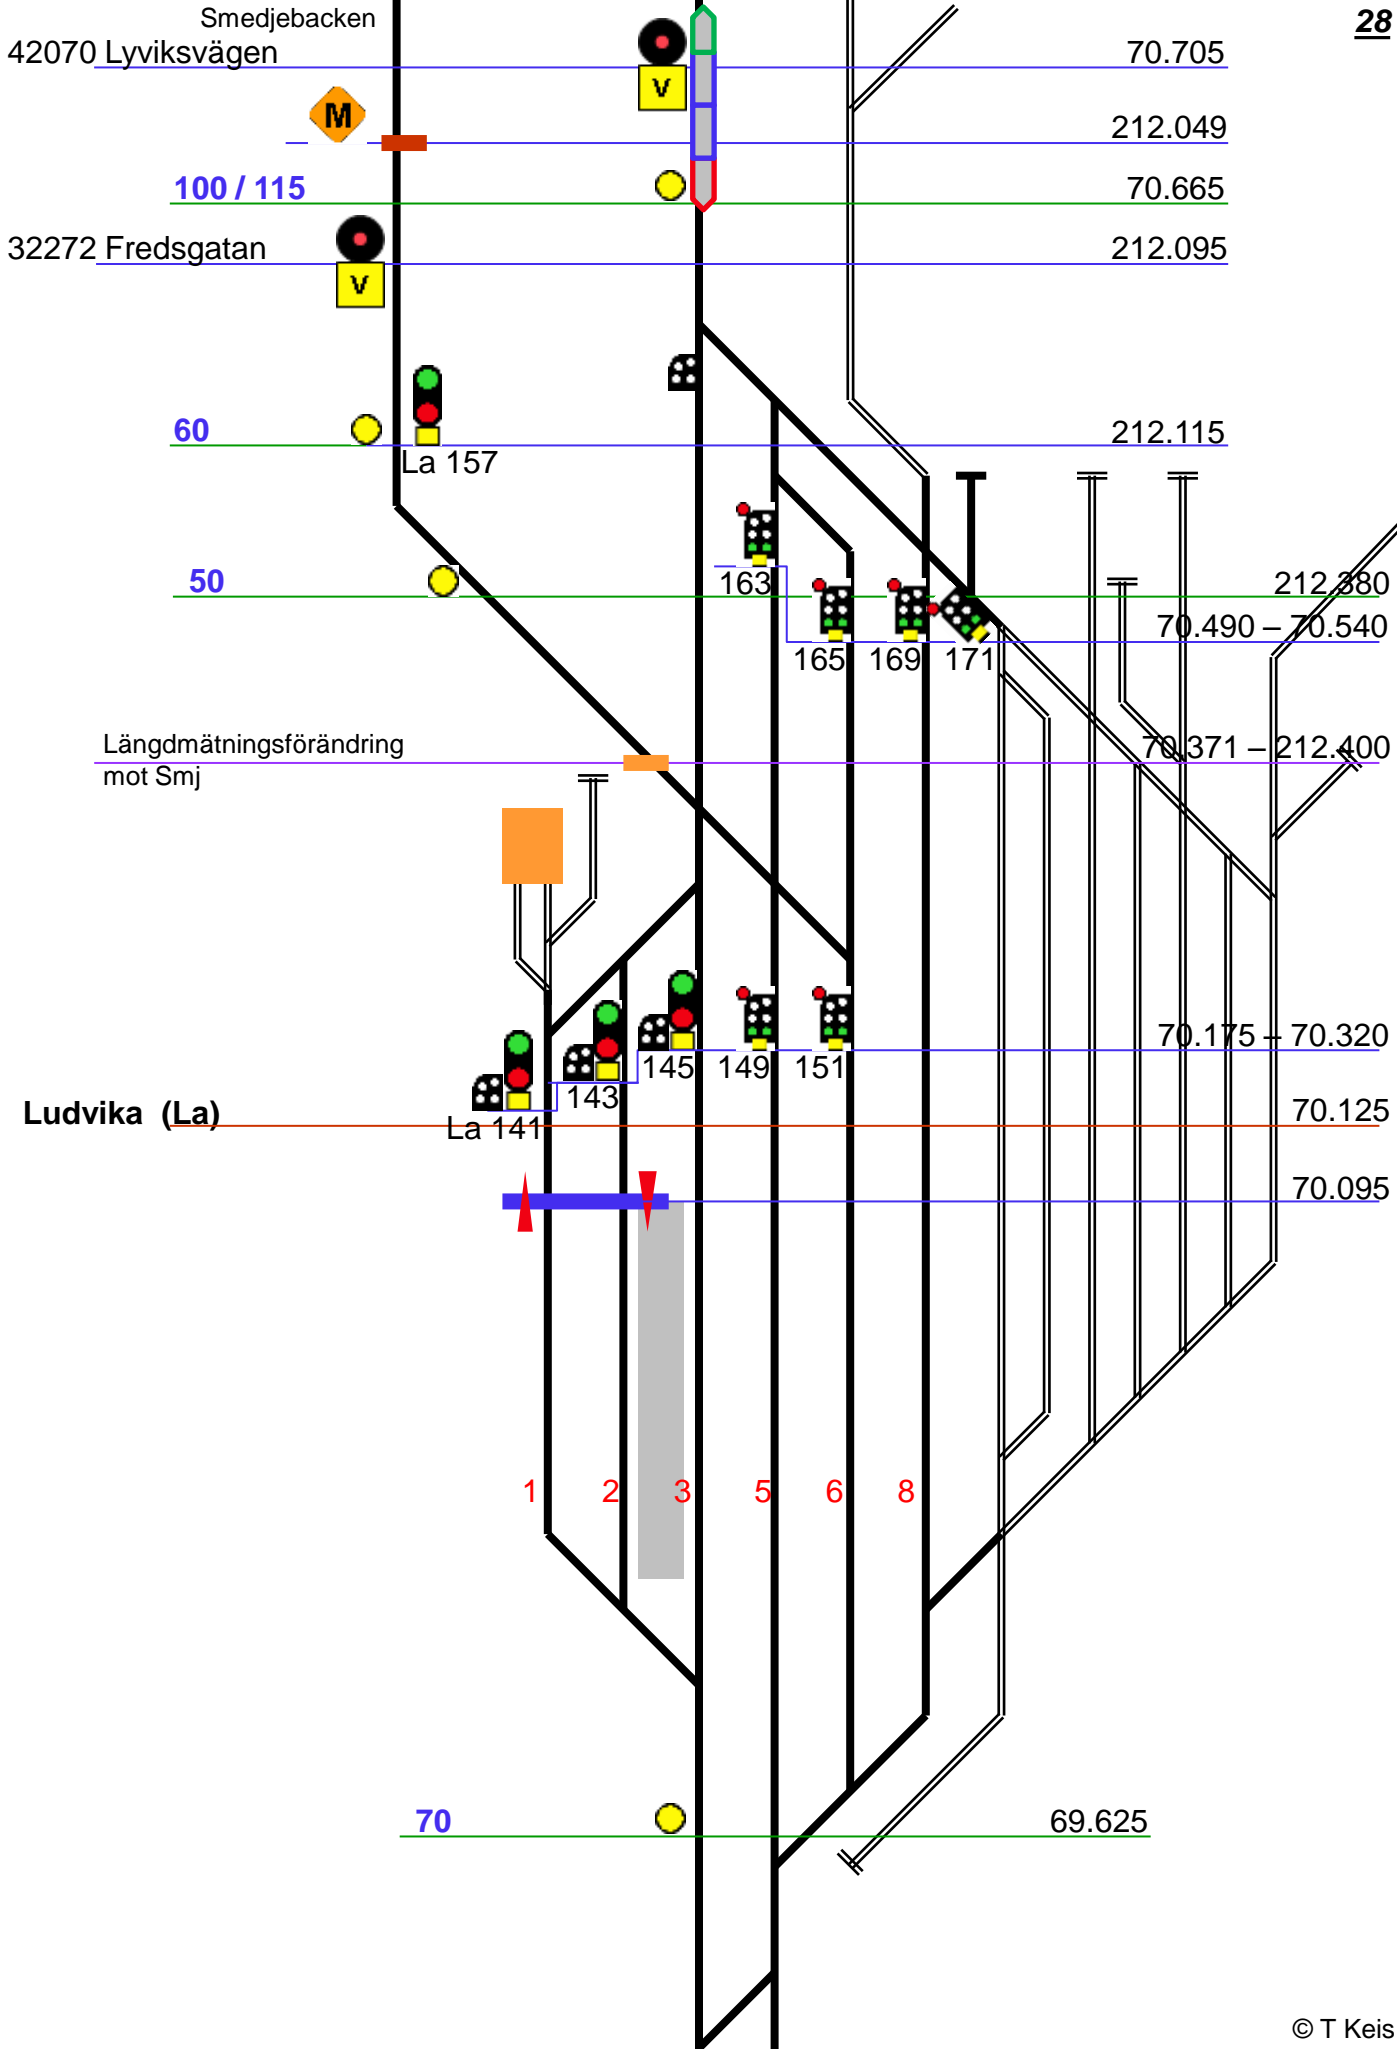 Smedjebacken
28
42070 Lyviksvägen 70.705
V
M
212.049
100 / 115 70.665
32272 Fredsgatan 212.095
V
60 212.115
La 157
50 163 212.380
70.490 – 70.540
165 169 171
Längdmätningsförändring 70.371 – 212.400
mot Smj
70.175 – 70.320
145 149 151
143
Ludvika (La) 70.125
La 141
70.095
1 2 3 5 6 8
70 69.625
© T Keis